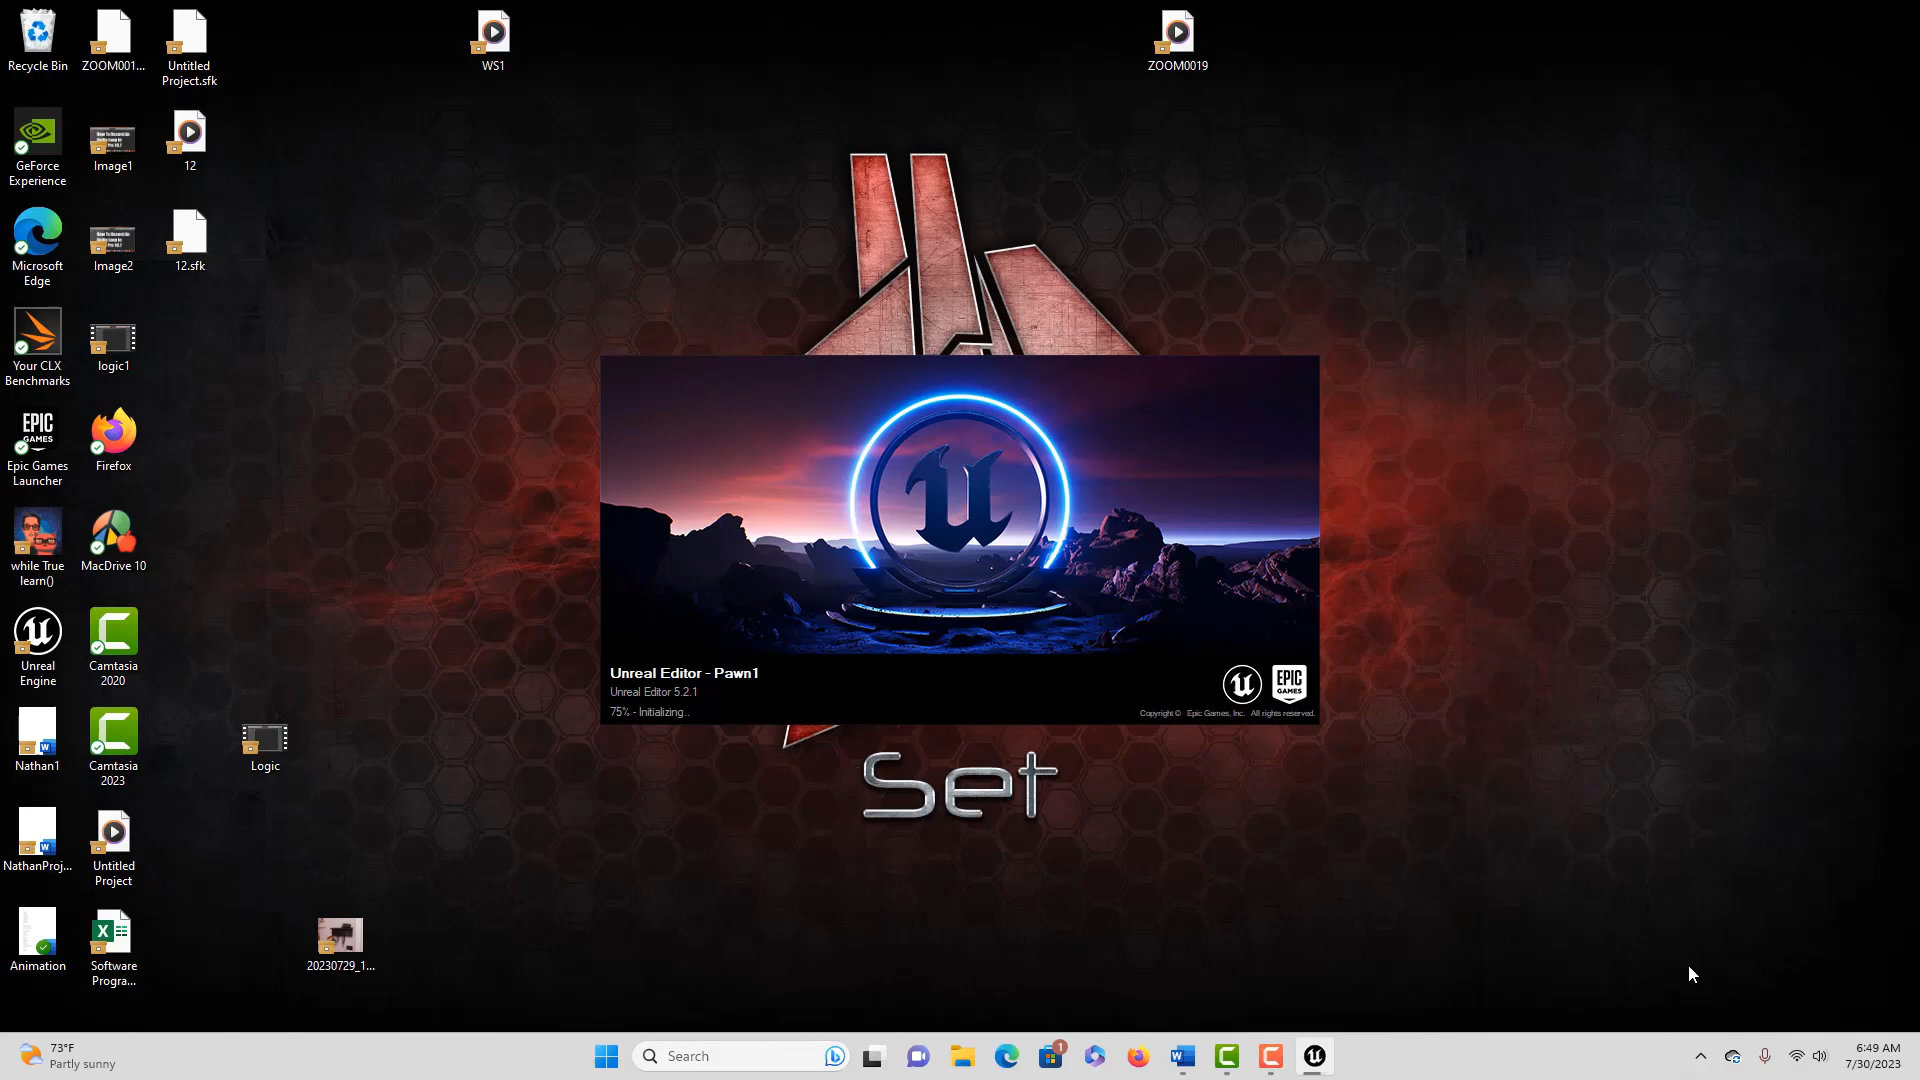 Recycle Bin
ZOOM001...
Untitled
Project.sfk
WS1
ZOOM0019
GeForce
Experience
Image1
12
Microsoft
Edge
Image2
12.sfk
Your CLX
Benchmarks
logic1
EPIC
GAMES
Epic Games
Launcher
Firefox
while True
learn()
MacDrive 10
Unreal
Engine
Camtasia
2020
Nathan1
Camtasia
2023
Logic
NathanProj...
Untitled
Project
Animation
Software
Progra...
20230729_1...
Unreal Editor - Pawn1
Unreal Editor 5.2.1
75% - Initializing..
EPIC
GAMES
Copyright © Epic Games, Inc. All rights reserved.
Set
73°F
Partly sunny
Search
1
6:49 AM
7/30/2023